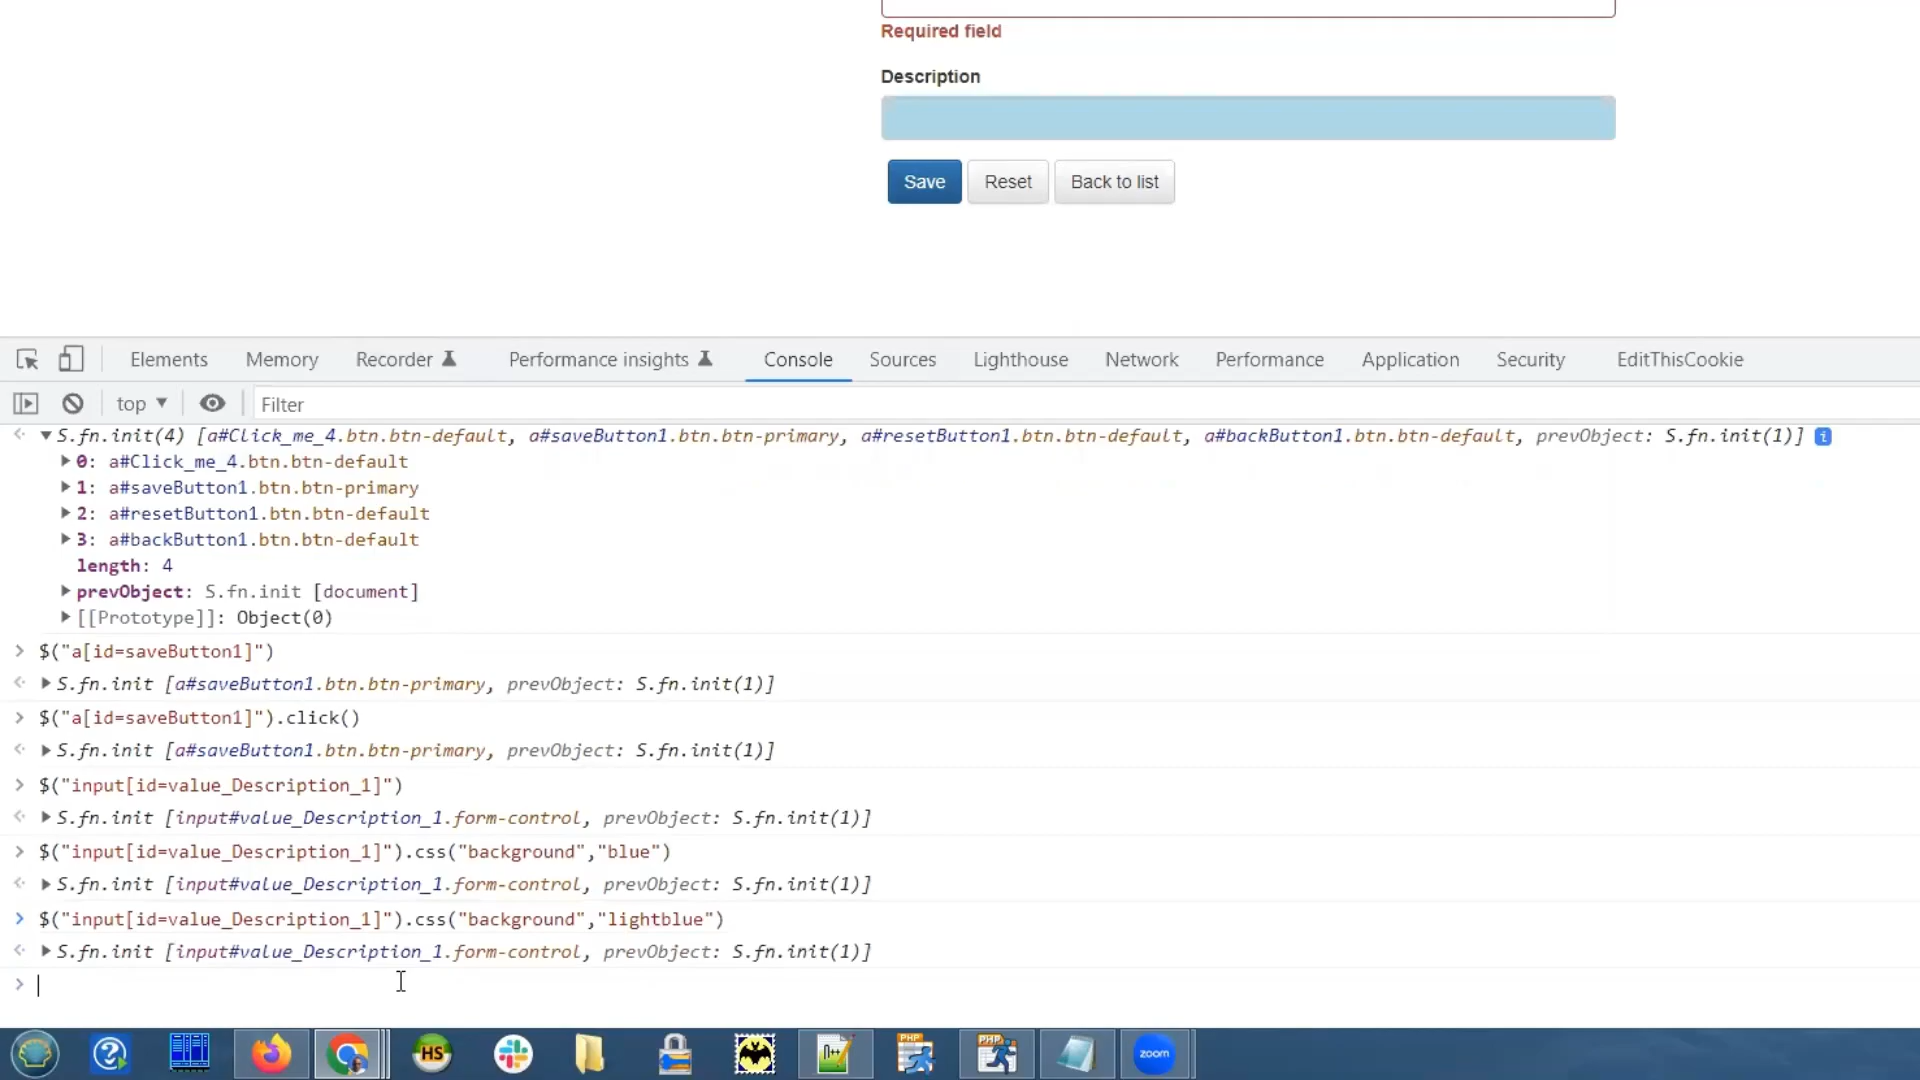 Required field
Description
Save Reset Back to list
Elements Memory Recorder Performance insights Console Sources Lighthouse Network Performance Application Security EditThisCookie
top ▼ Filter
S.fn.init(4) [a#Click_me_4.btn.btn-default, a#saveButton1.btn.btn-primary, a#resetButton1.btn.btn-default, a#backButton1.btn.btn-default, prevObject: S.fn.init(1)] i
0: a#Click_me_4.btn.btn-default
1: a#saveButton1.btn.btn-primary
2: a#resetButton1.btn.btn-default
3: a#backButton1.btn.btn-default
length: 4
prevObject: S.fn.init [document]
[[Prototype]]: Object(0)
> $("a[id=saveButton1]")
S.fn.init [a#saveButton1.btn.btn-primary, prevObject: S.fn.init(1)]
> $("a[id=saveButton1]").click()
S.fn.init [a#saveButton1.btn.btn-primary, prevObject: S.fn.init(1)]
> $("input[id=value_Description_1]")
S.fn.init [input#value_Description_1.form-control, prevObject: S.fn.init(1)]
> $("input[id=value_Description_1]").css("background","blue")
S.fn.init [input#value_Description_1.form-control, prevObject: S.fn.init(1)]
> $("input[id=value_Description_1]").css("background","lightblue")
S.fn.init [input#value_Description_1.form-control, prevObject: S.fn.init(1)]
>
? HS n++ PHP PHP zoom